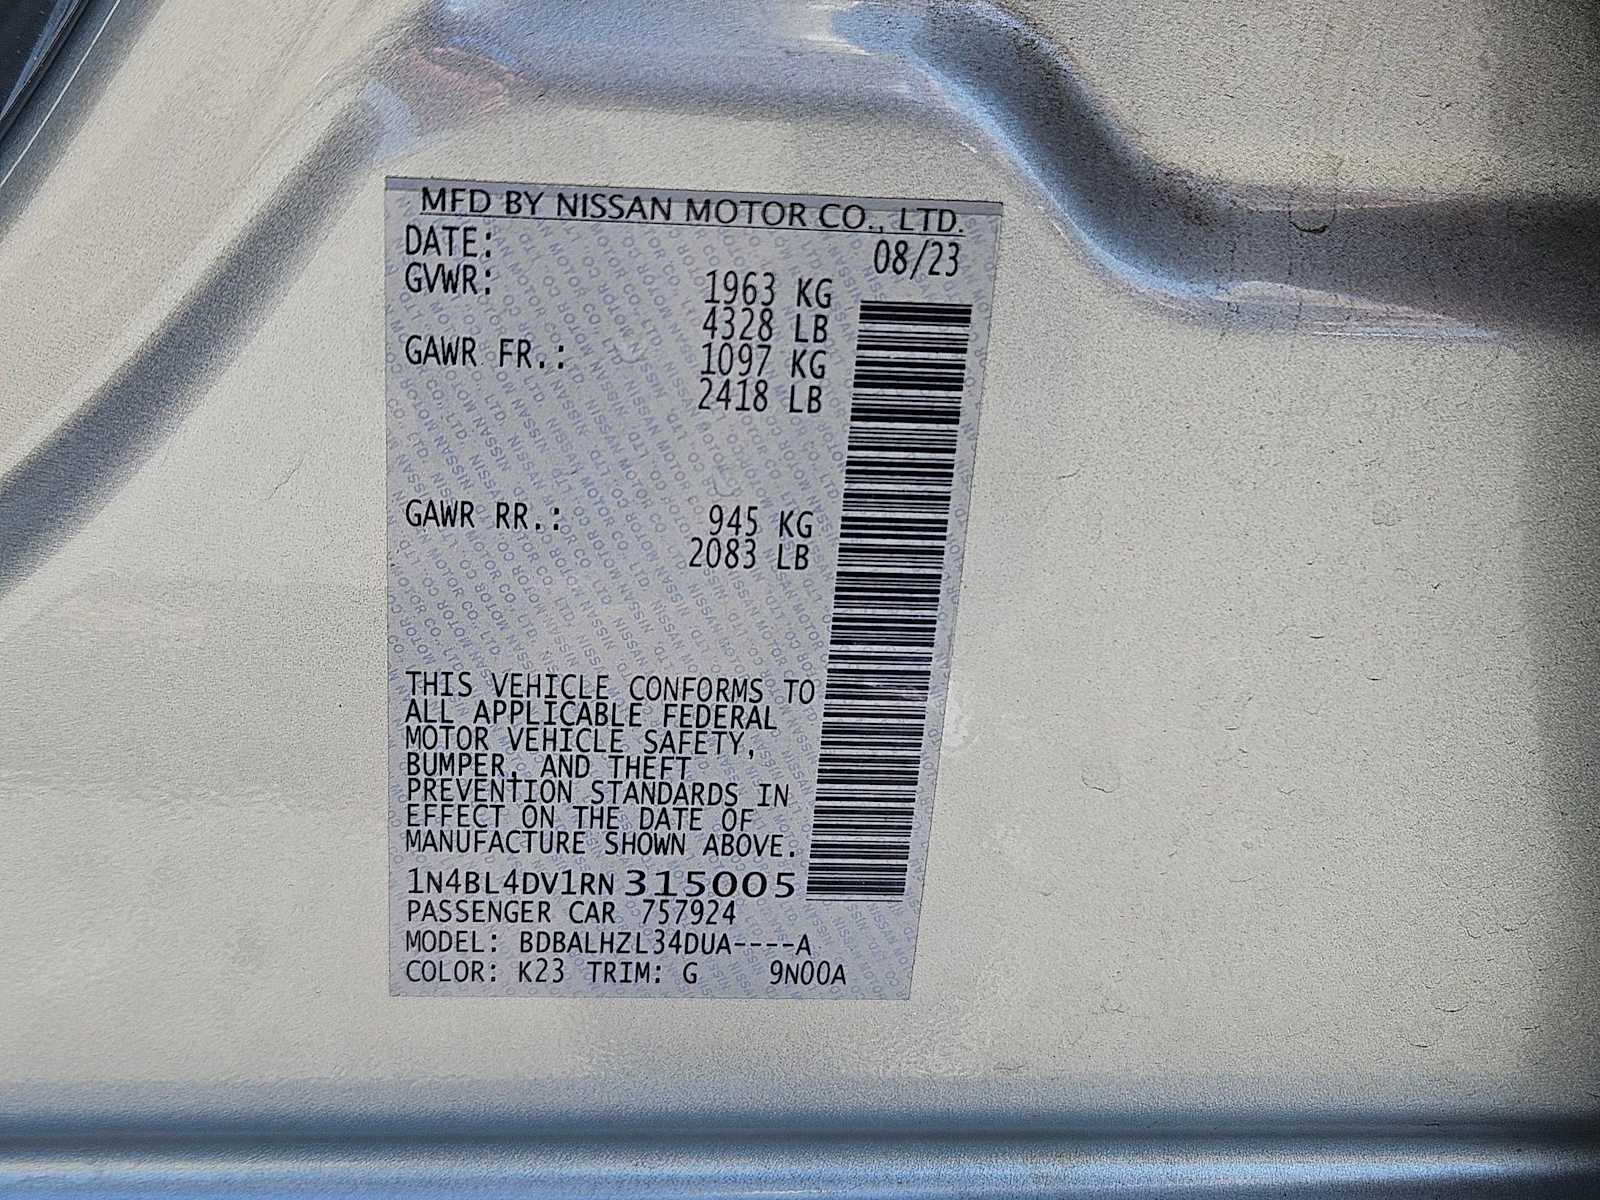 MFD BY NISSAN MOTOR CO., LTD.
DATE: 08/23
GVWR: 1963 KG
4328 LB
GAWR FR.: 1097 KG
2418 LB
GAWR RR.: 945 KG
2083 LB
THIS VEHICLE CONFORMS TO
ALL APPLICABLE FEDERAL
MOTOR VEHICLE SAFETY,
BUMPER, AND THEFT
PREVENTION STANDARDS IN
EFFECT ON THE DATE OF
MANUFACTURE SHOWN ABOVE.
1N4BL4DV1RN315005
PASSENGER CAR 757924
MODEL: BDBALHZL34DUA----A
COLOR: K23 TRIM: G 9N00A